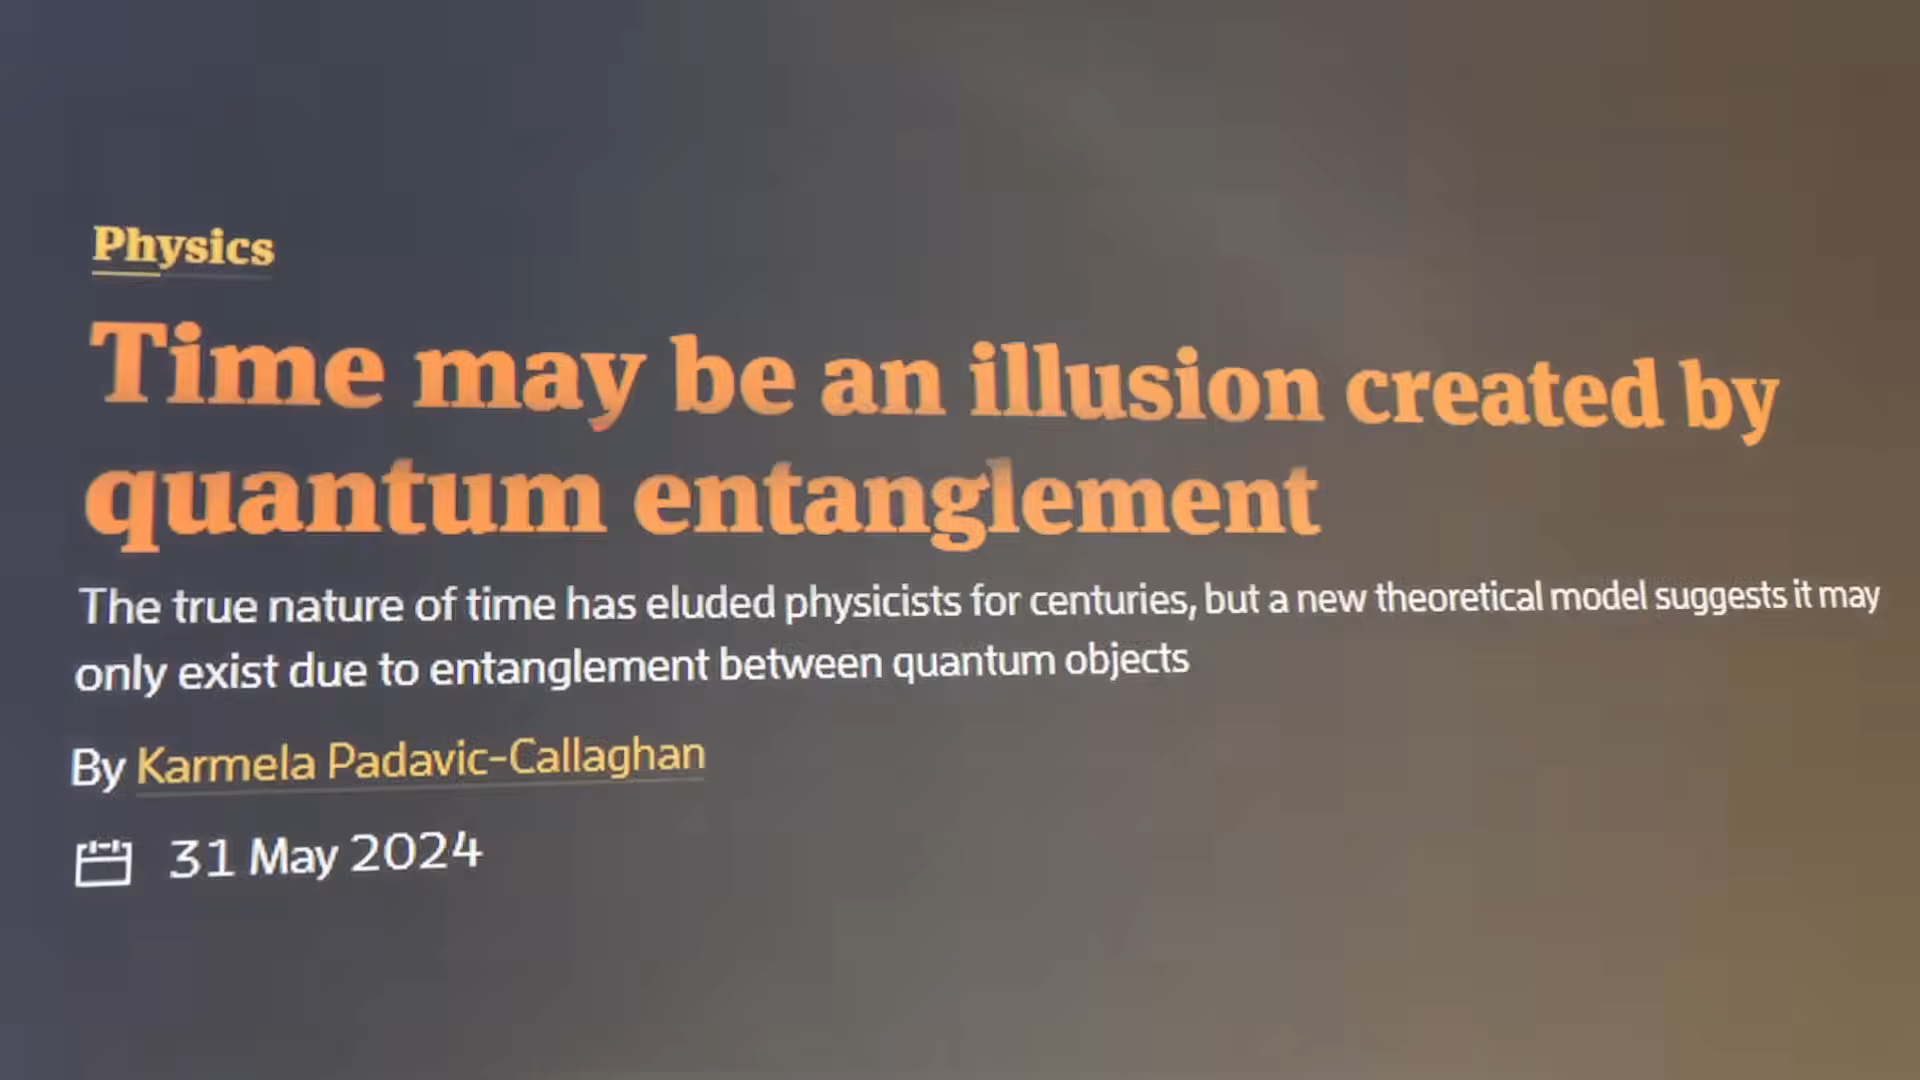 Physics
Time may be an illusion created by
quantum entanglement
The true nature of time has eluded physicists for centuries, but a new theoretical model suggests it may
only exist due to entanglement between quantum objects
By Karmela Padavic-Callaghan
31 May 2024